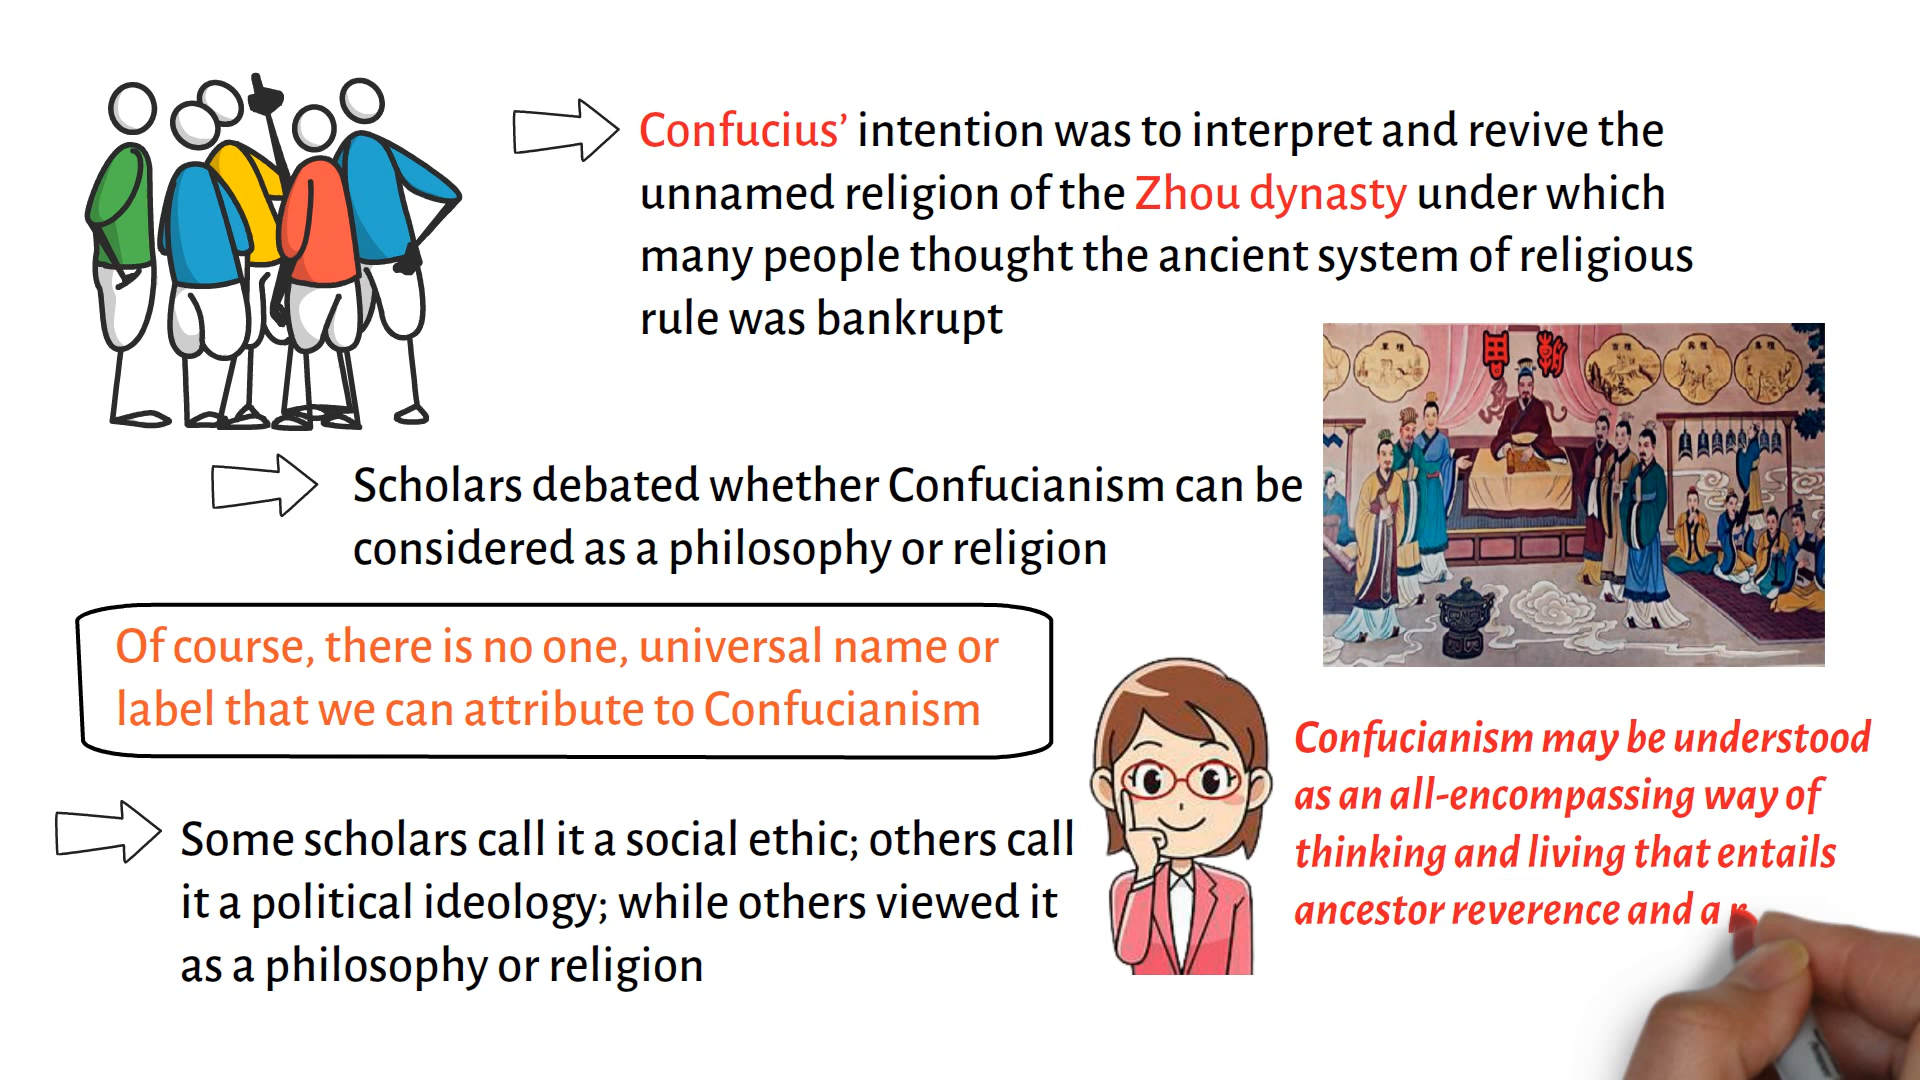 Confucius’ intention was to interpret and revive the
unnamed religion of the Zhou dynasty under which
many people thought the ancient system of religious
rule was bankrupt
周 朝
Scholars debated whether Confucianism can be
considered as a philosophy or religion
Of course, there is no one, universal name or
label that we can attribute to Confucianism
Some scholars call it a social ethic; others call
it a political ideology; while others viewed it
as a philosophy or religion
Confucianism may be understood
as an all-encompassing way of
thinking and living that entails
ancestor reverence and a